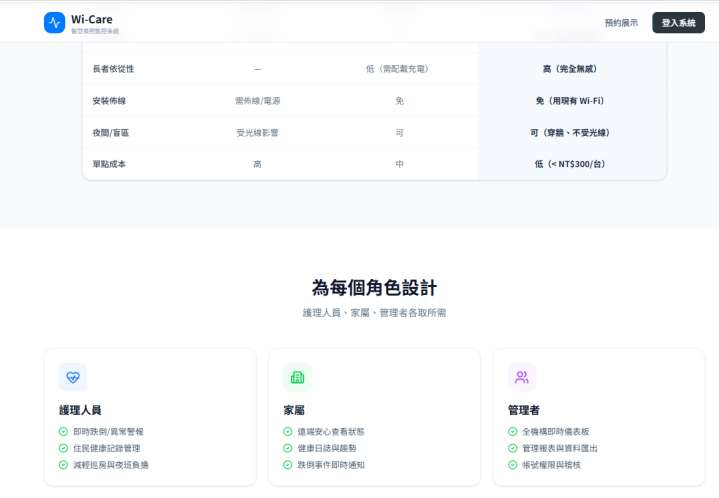 Wi-Care
智慧長照監控系統
預約展示
登入系統
長者依從性 — 低（需配戴充電） 高（完全無感）
安裝佈線 需佈線/電源 免 免（用現有 Wi-Fi）
夜間/盲區 受光線影響 可 可（穿牆、不受光線）
單點成本 高 中 低（< NT$300/台）
為每個角色設計
護理人員、家屬、管理者各取所需
護理人員
即時跌倒/異常警報
住民健康記錄管理
減輕巡房與夜班負擔
家屬
遠端安心查看狀態
健康日誌與趨勢
跌倒事件即時通知
管理者
全機構即時儀表板
管理報表與資料匯出
帳號權限與稽核